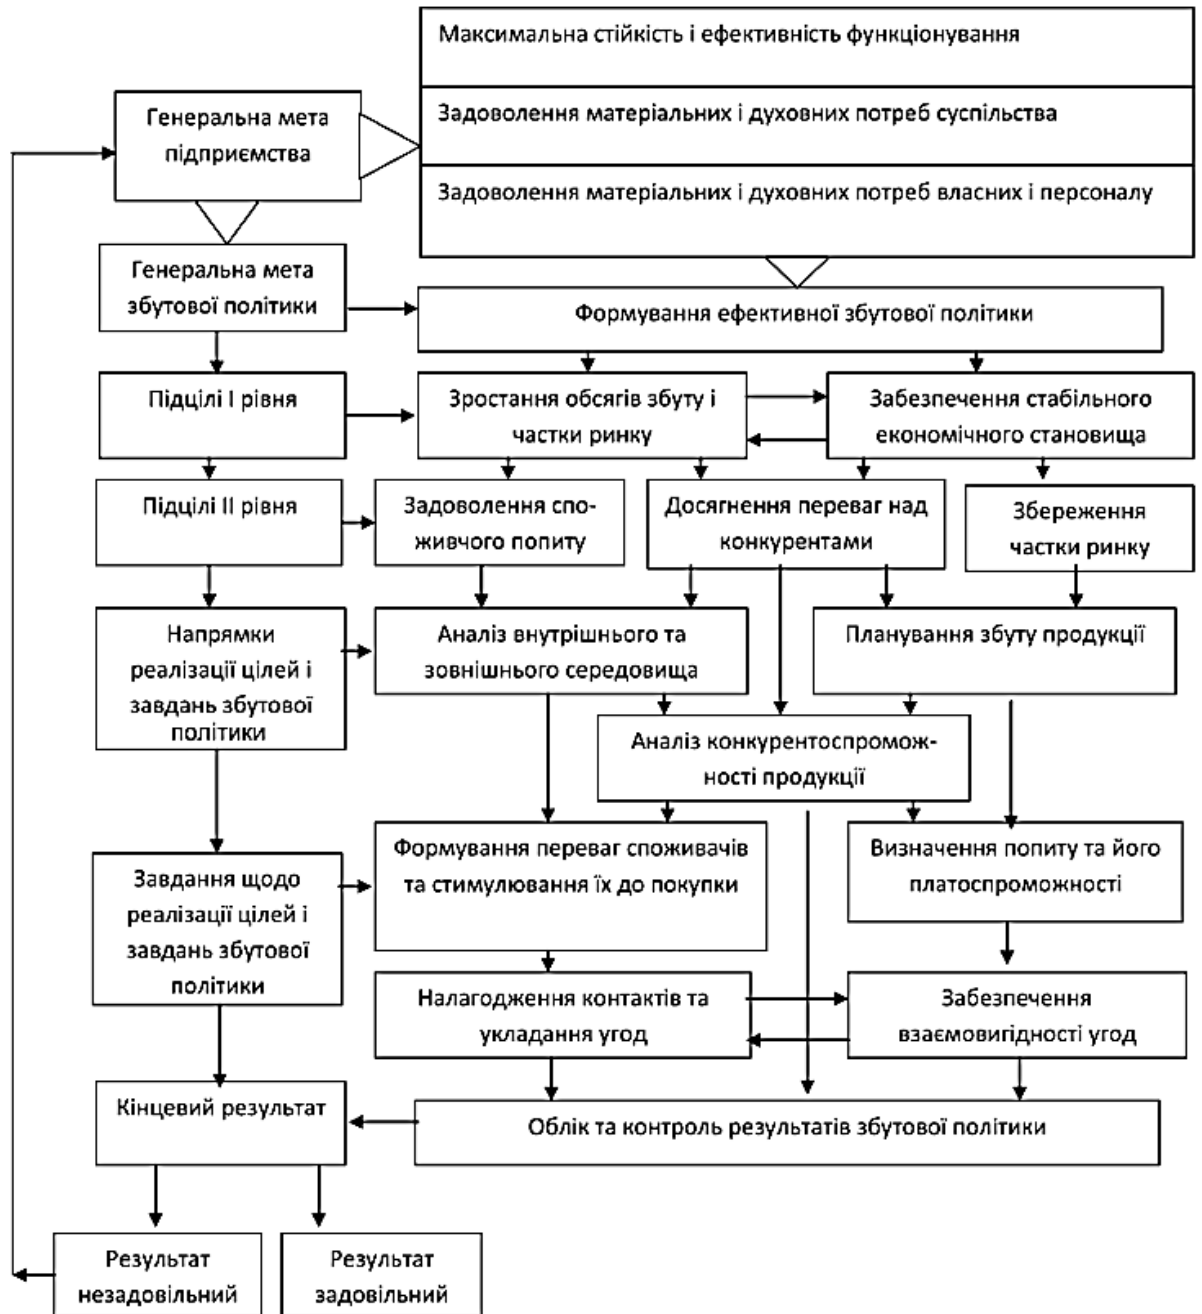 Максимальна стійкість і ефективність функціонування
Генеральна мета
підприємства
Задоволення матеріальних і духовних потреб суспільства
Задоволення матеріальних і духовних потреб власних і персоналу
Генеральна мета
збутової політики
Формування ефективної збутової політики
Підцілі І рівня
Зростання обсягів збуту і
частки ринку
Забезпечення стабільного
економічного становища
Підцілі ІІ рівня
Задоволення спо-
живчого попиту
Досягнення переваг над
конкурентами
Збереження
частки ринку
Напрямки
реалізації цілей і
завдань збутової
політики
Аналіз внутрішнього та
зовнішнього середовища
Планування збуту продукції
Аналіз конкурентоспромож-
ності продукції
Завдання щодо
реалізації цілей і
завдань збутової
політики
Формування переваг споживачів
та стимулювання їх до покупки
Визначення попиту та його
платоспроможності
Налагодження контактів та
укладання угод
Забезпечення
взаємовигідності угод
Кінцевий результат
Облік та контроль результатів збутової політики
Результат
незадовільний
Результат
задовільний